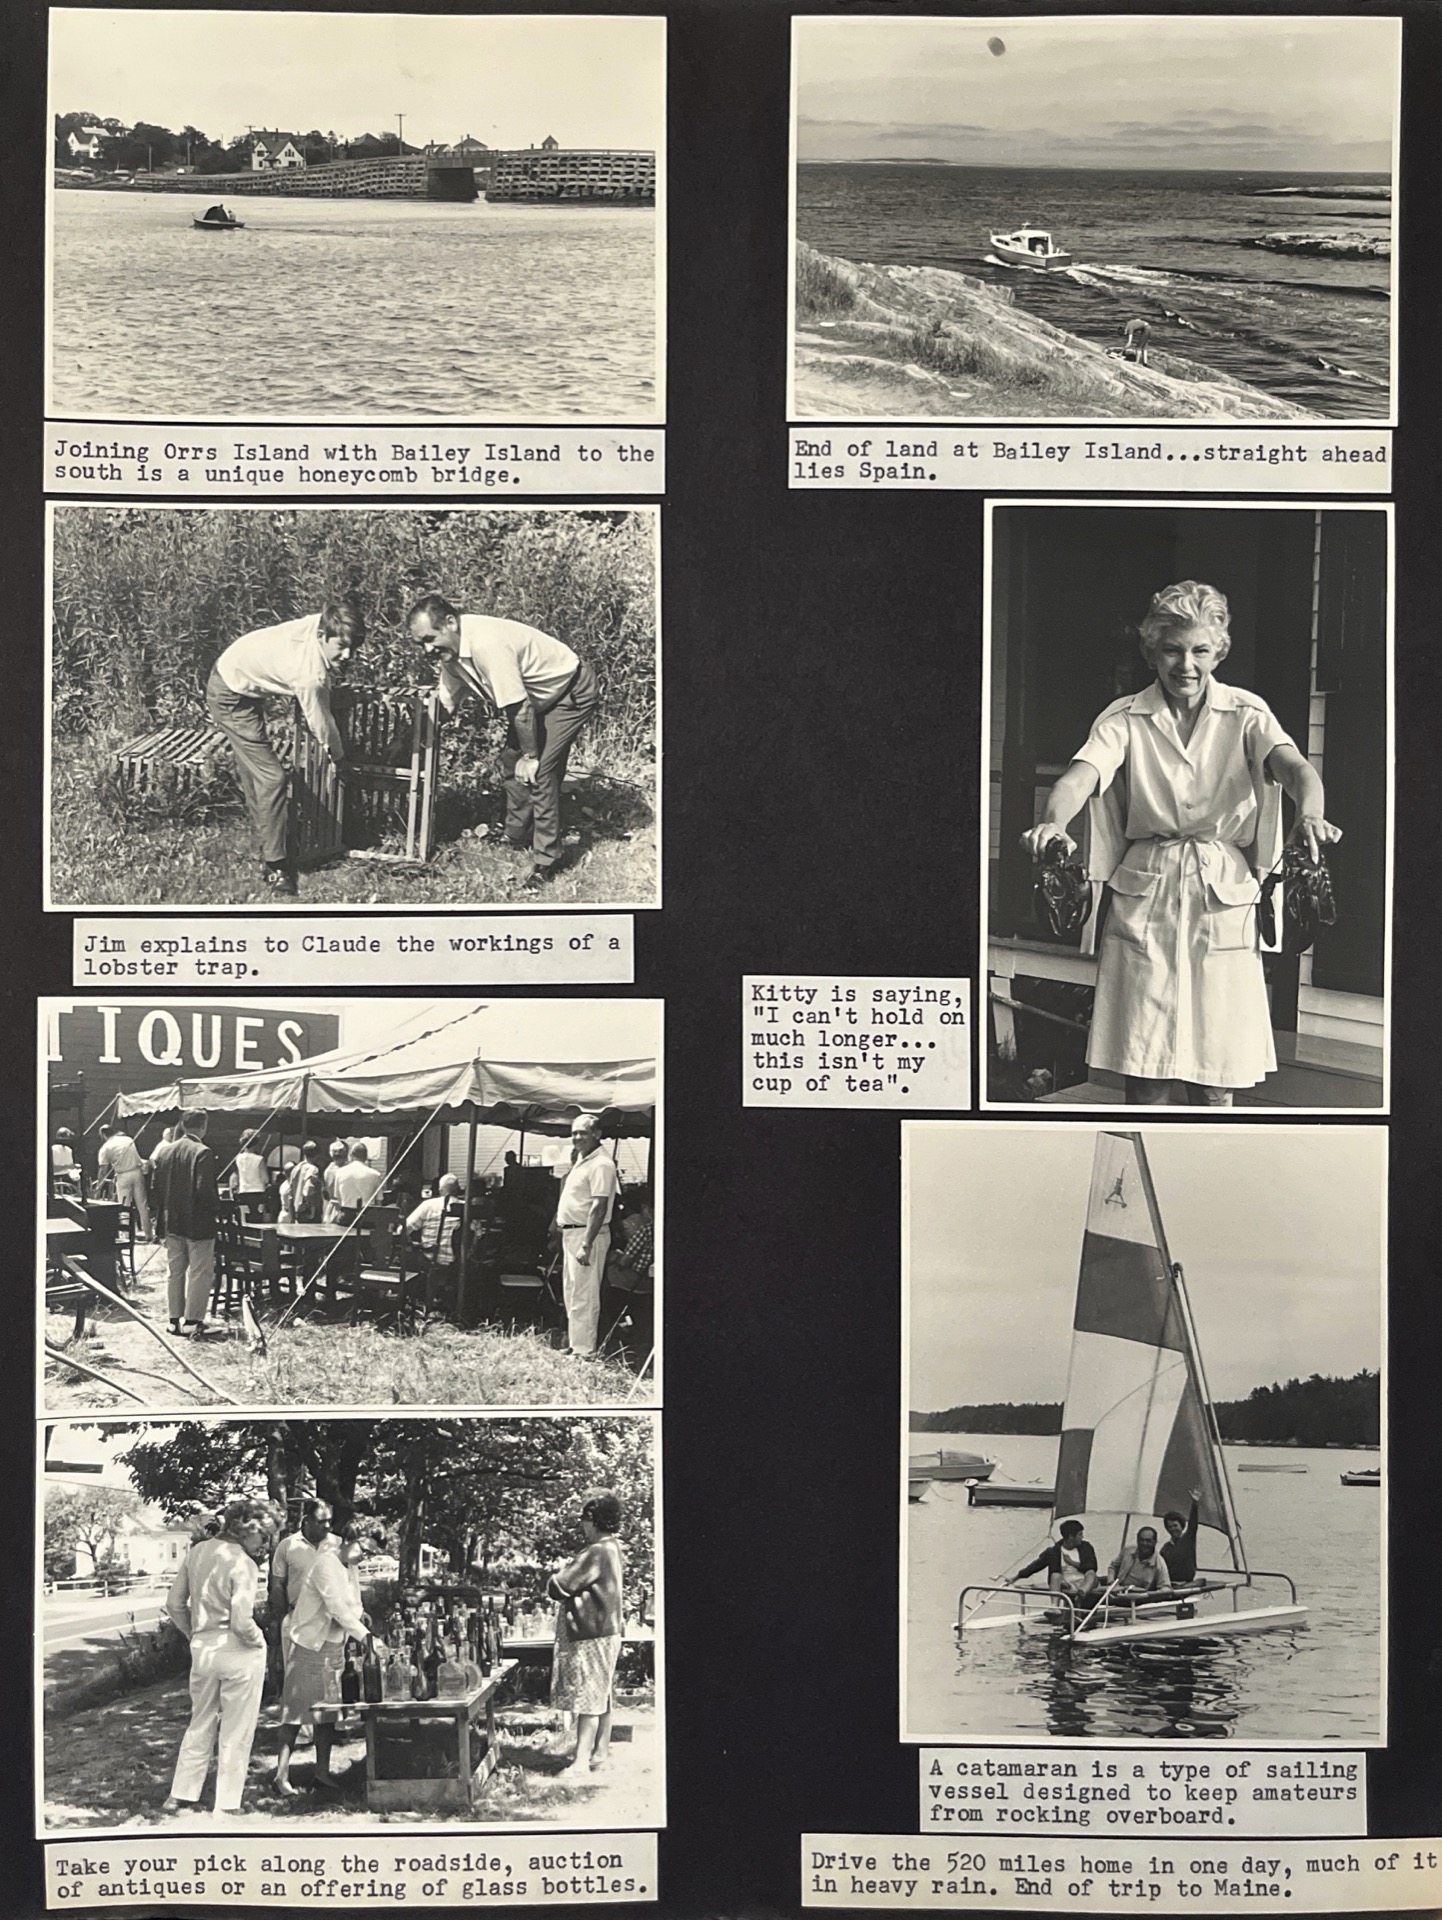 Joining Orrs Island with Bailey Island to the
south is a unique honeycomb bridge.
End of land at Bailey Island...straight ahead
lies Spain.
Jim explains to Claude the workings of a
lobster trap.
Kitty is saying,
"I can't hold on
much longer...
this isn't my
cup of tea".
TIQUES
Take your pick along the roadside, auction
of antiques or an offering of glass bottles.
A catamaran is a type of sailing
vessel designed to keep amateurs
from rocking overboard.
Drive the 520 miles home in one day, much of it
in heavy rain. End of trip to Maine.